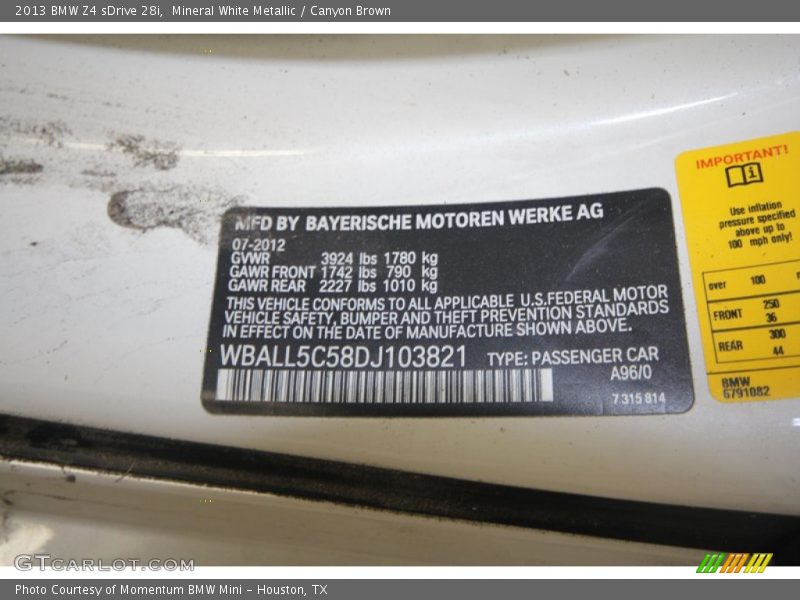 2013 BMW Z4 sDrive 28i, Mineral White Metallic / Canyon Brown
MFD BY BAYERISCHE MOTOREN WERKE AG
07-2012
GVWR 3924 lbs 1780 kg
GAWR FRONT 1742 lbs 790 kg
GAWR REAR 2227 lbs 1010 kg
THIS VEHICLE CONFORMS TO ALL APPLICABLE U.S.FEDERAL MOTOR
VEHICLE SAFETY, BUMPER AND THEFT PREVENTION STANDARDS
IN EFFECT ON THE DATE OF MANUFACTURE SHOWN ABOVE.
WBALL5C58DJ103821 TYPE: PASSENGER CAR
A96/0
7.315 814
IMPORTANT!
Use inflation
pressure specified
above up to
100 mph only!
over 100
FRONT 250
36
REAR 300
44
BMW
6791082
GTCARLOT.COM
Photo Courtesy of Momentum BMW Mini - Houston, TX